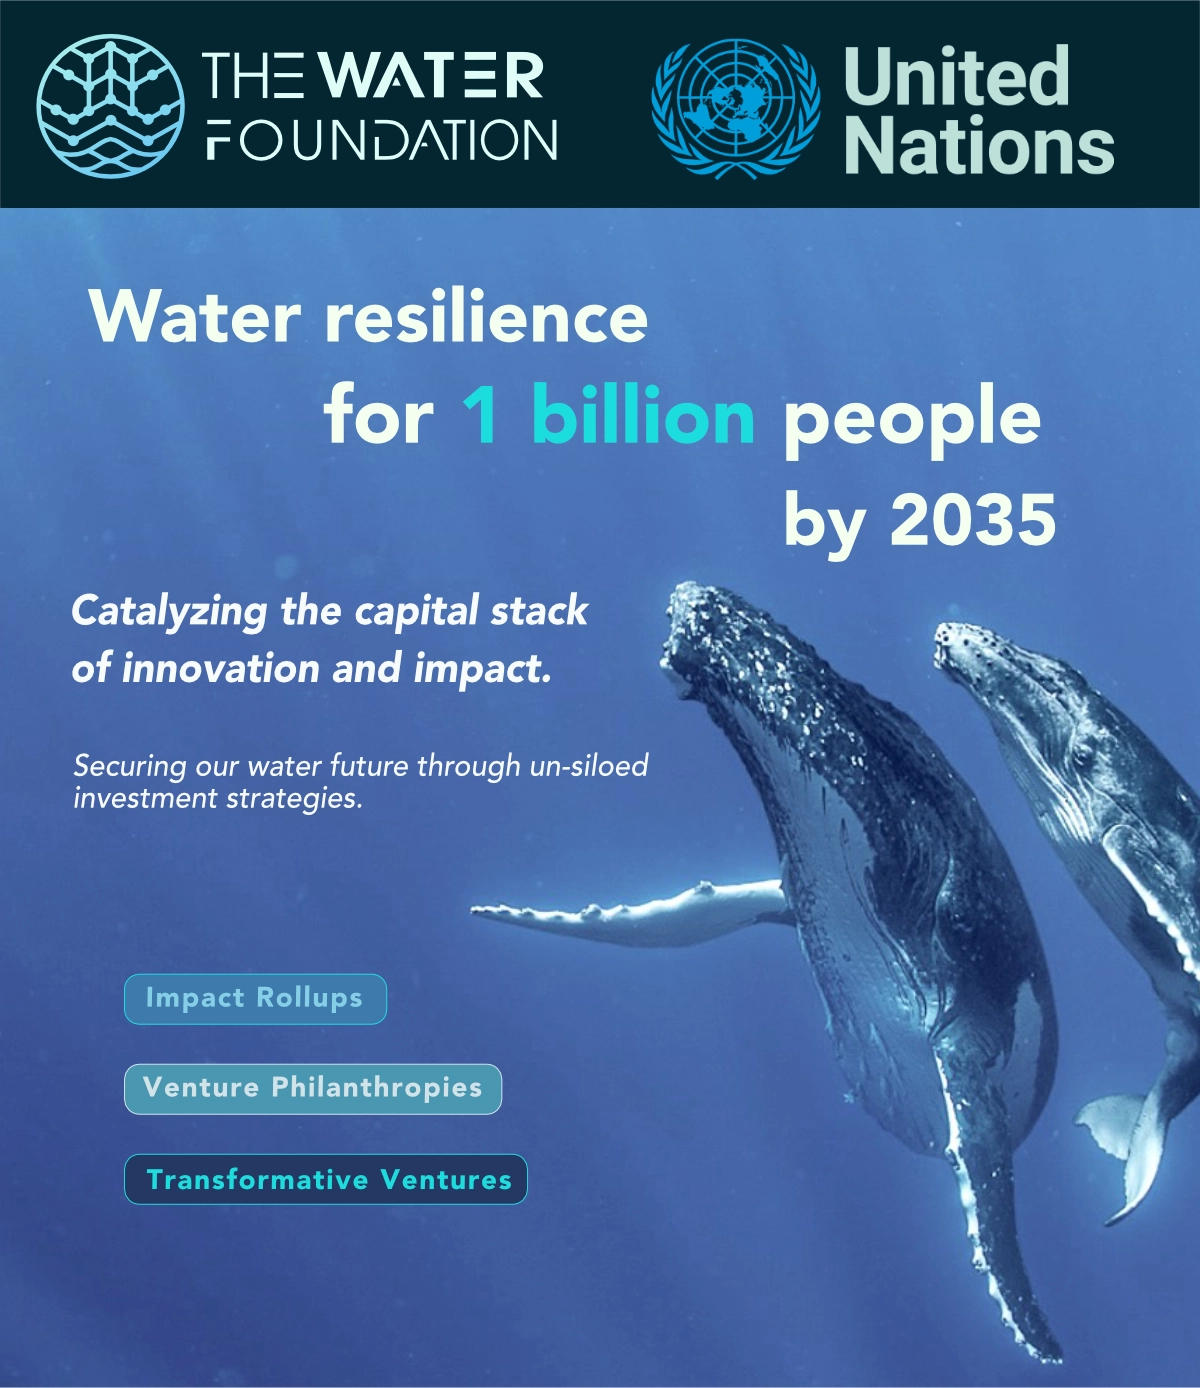 THE WATER
FOUNDATION
United
Nations
Water resilience
for 1 billion people
by 2035
Catalyzing the capital stack
of innovation and impact.
Securing our water future through un-siloed
investment strategies.
Impact Rollups
Venture Philanthropies
Transformative Ventures